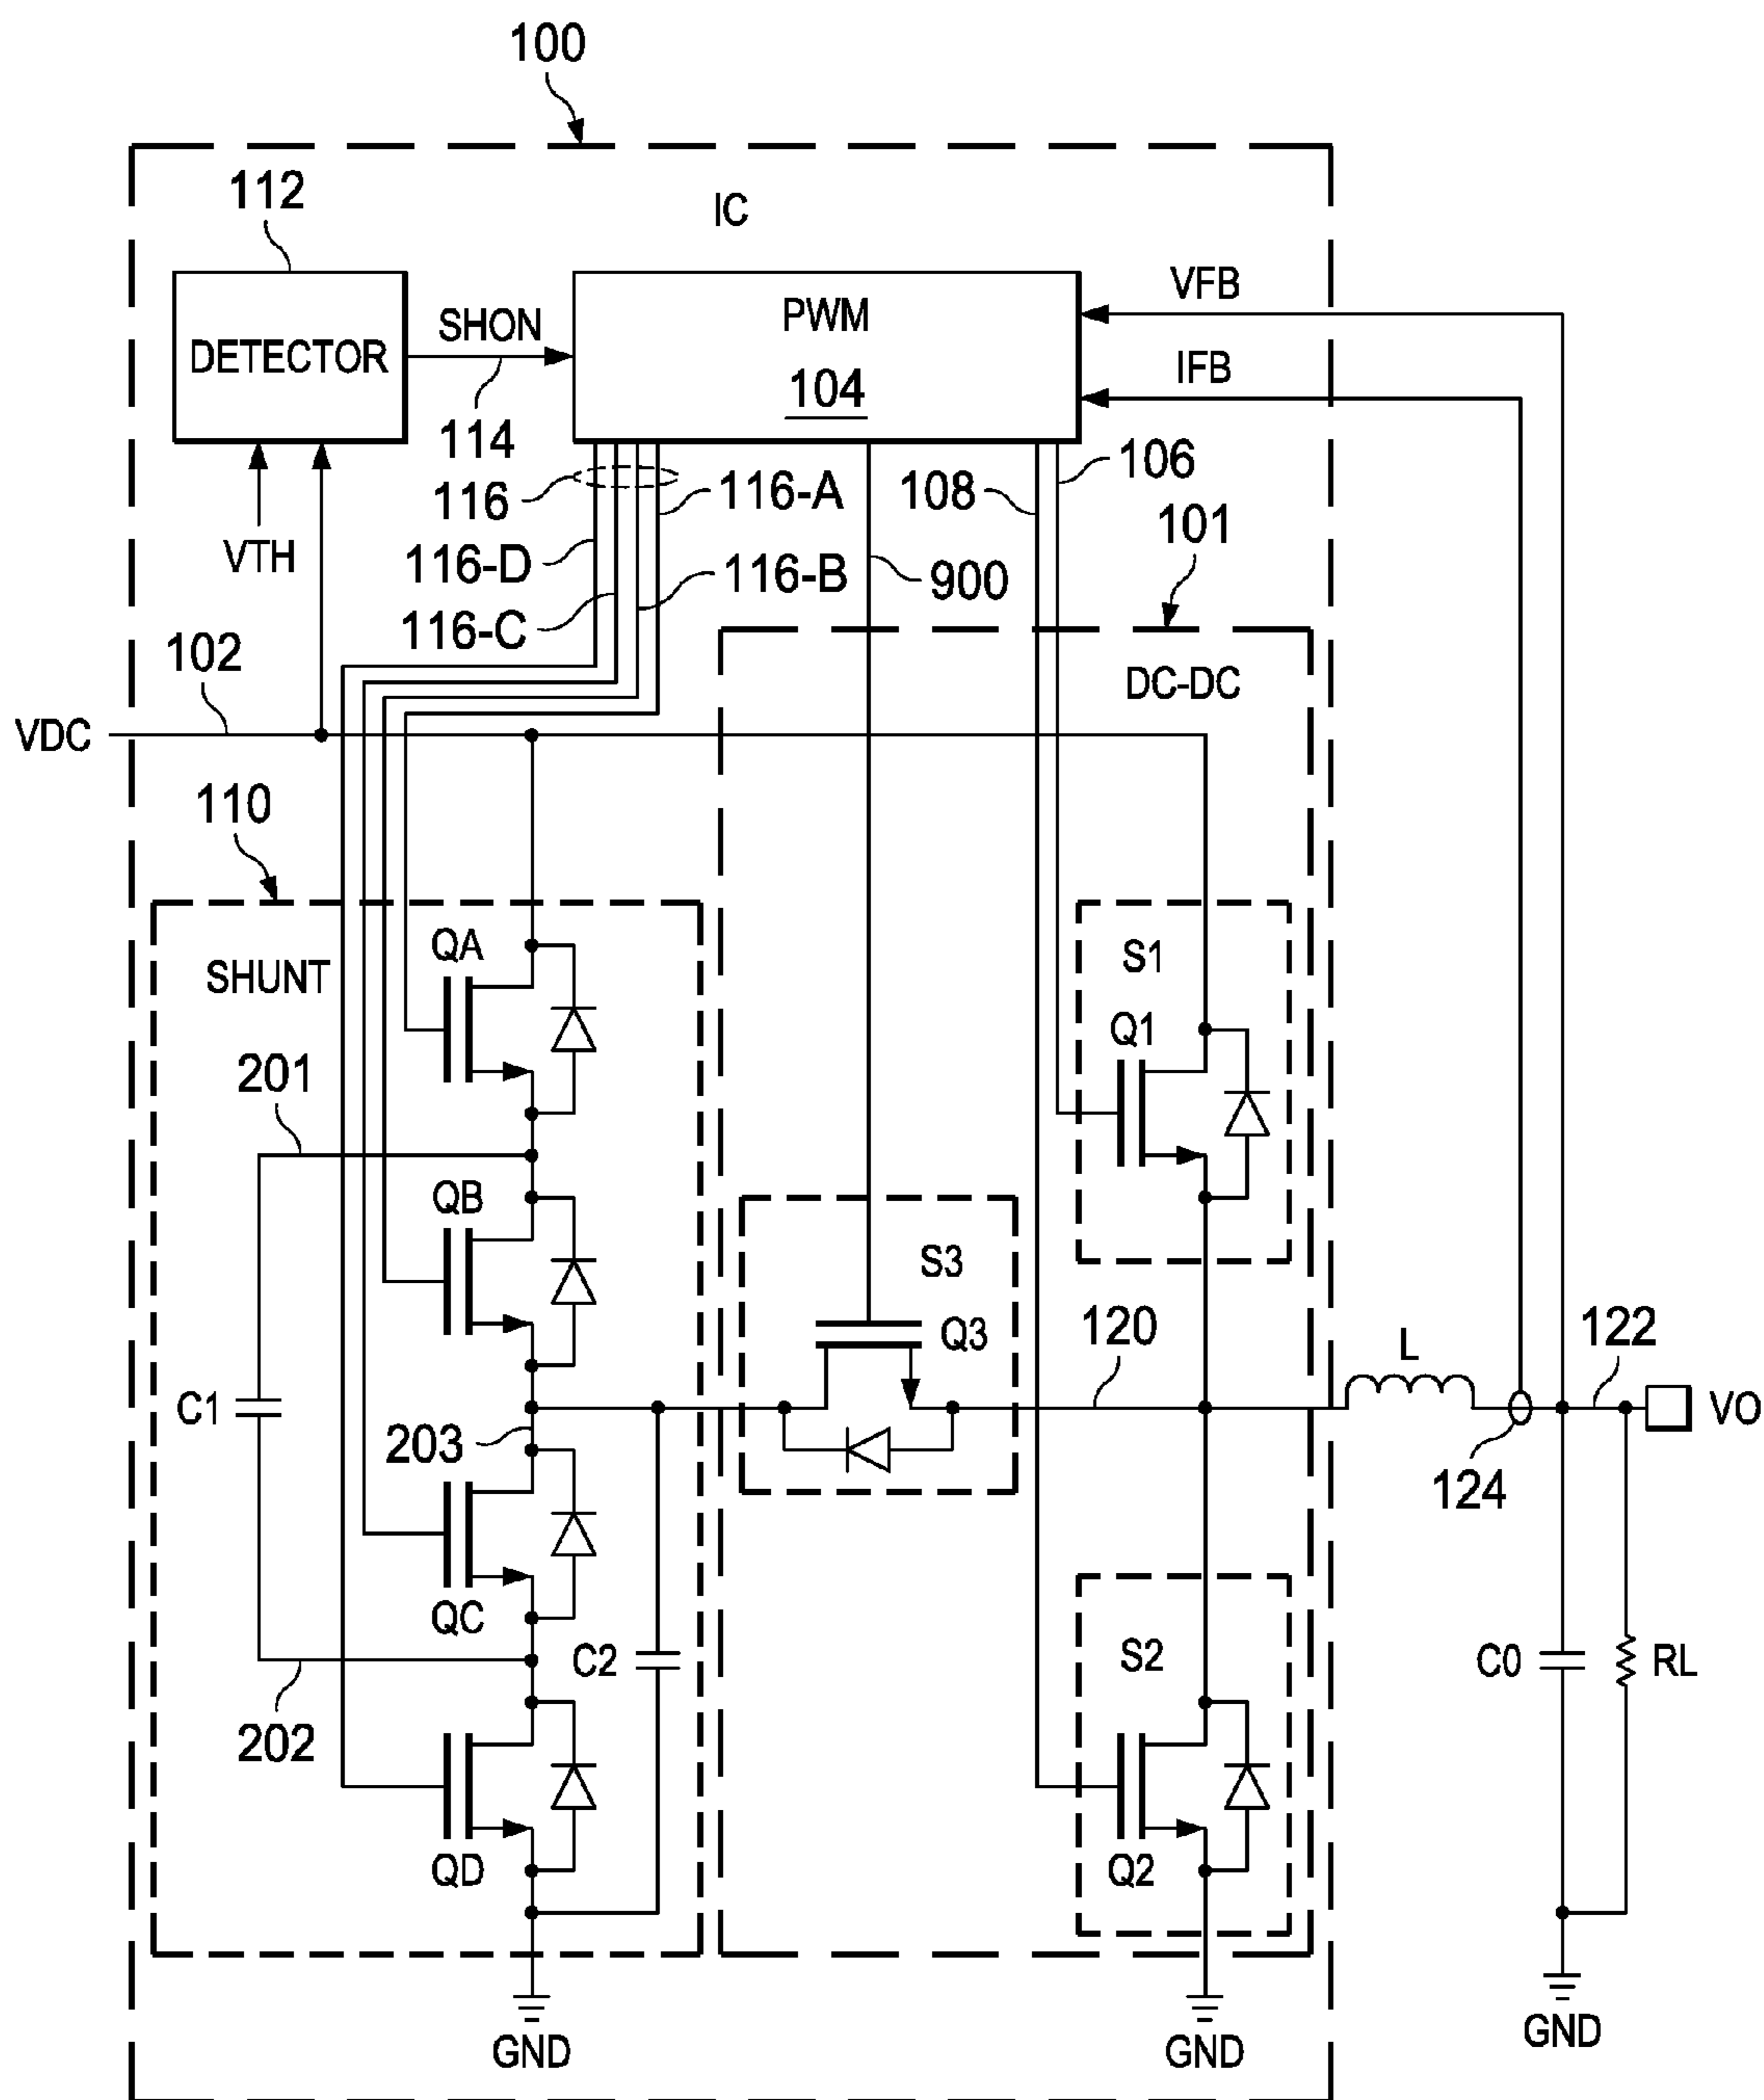 100
112
IC
DETECTOR
SHON
114
PWM
104
VFB
IFB
VTH
116
116-A
116-D
116-B
116-C
900
108
106
101
102
DC-DC
VDC
110
SHUNT
QA
S1
Q1
201
QB
S3
Q3
120
L
122
VO
C1
203
124
QC
C2
S2
C0
RL
202
QD
Q2
GND
GND
GND